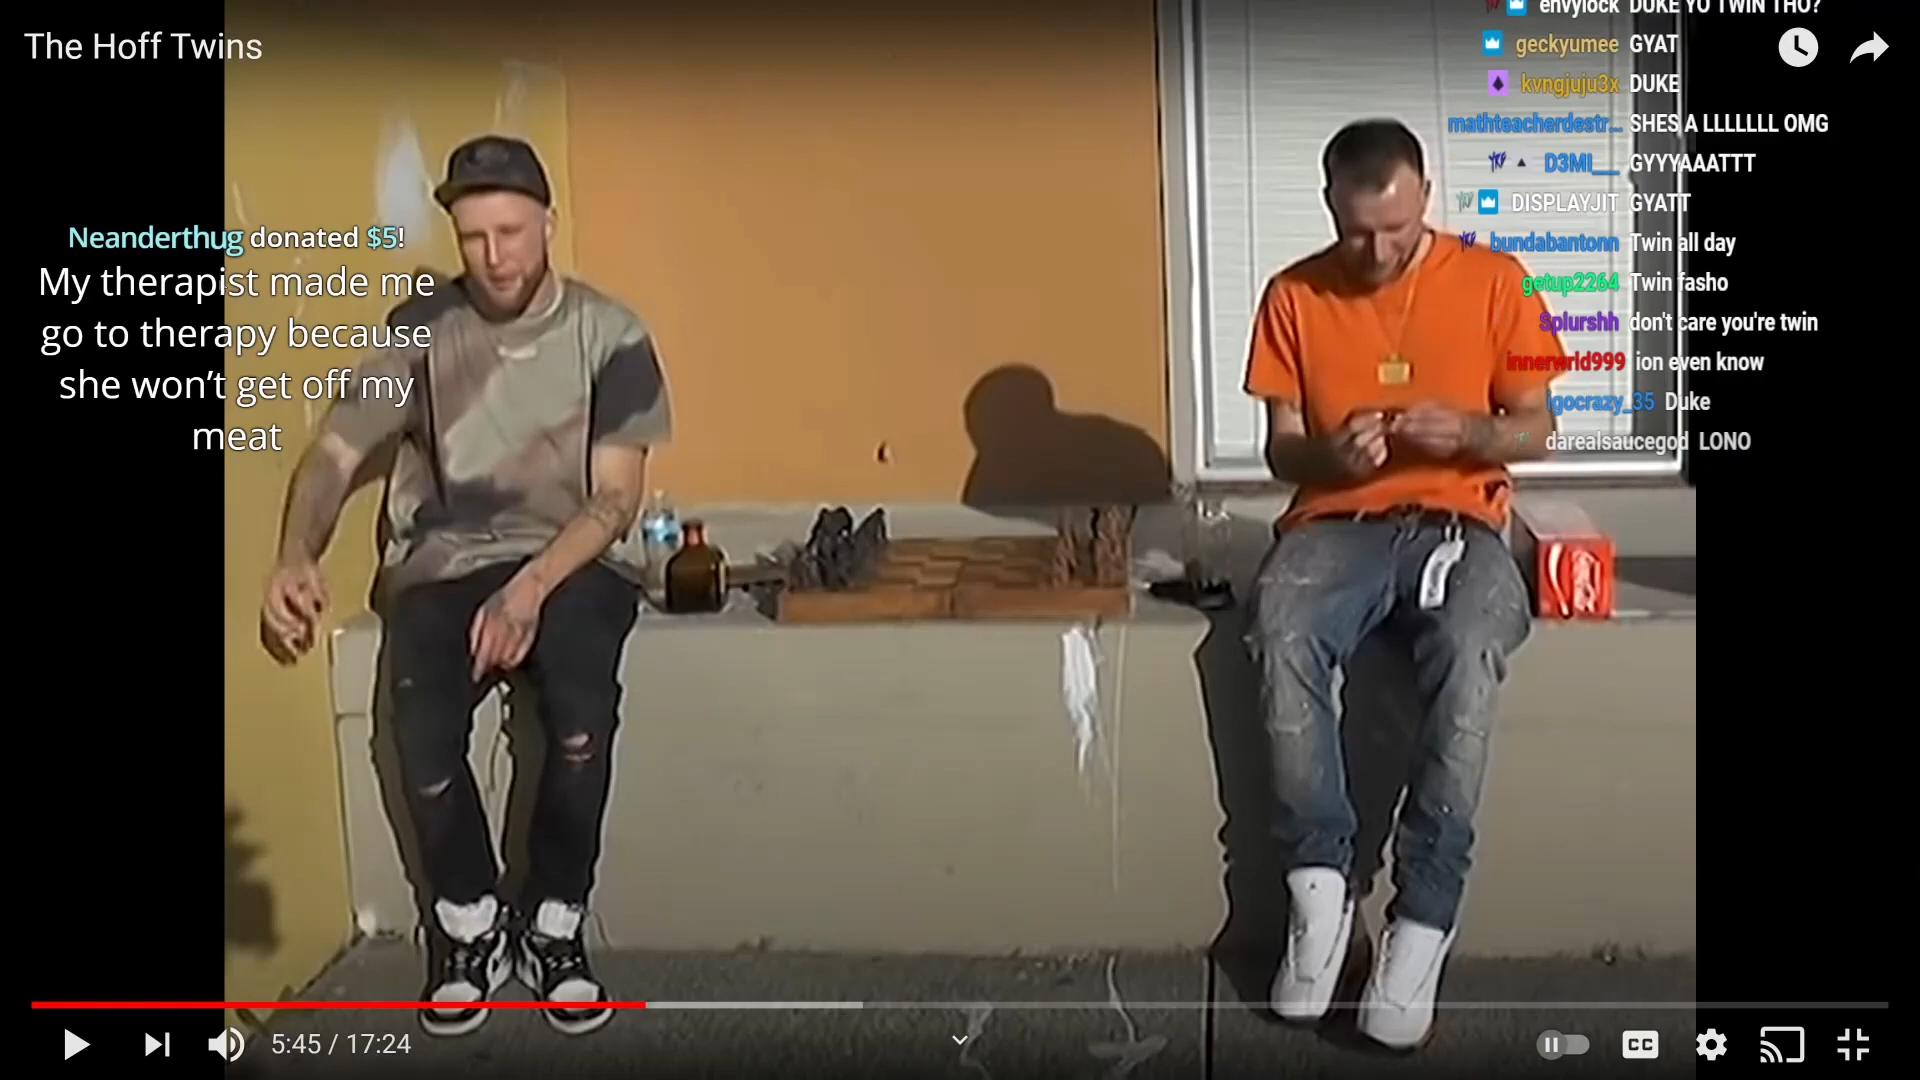 The Hoff Twins
envylock DUKE YO TWIN THO?
geckyumee GYAT
kvngjuju3x DUKE
mathteacherdestr... SHES A LLLLLLL OMG
D3MI__ GYYYAAATTT
DISPLAYJIT GYATT
bundabantonn Twin all day
getup2264 Twin fasho
Splurshh don't care you're twin
innerwrld999 ion even know
igocrazy_35 Duke
darealsaucegod LONO
Neanderthug donated $5!
My therapist made me
go to therapy because
she won’t get off my
meat
5:45 / 17:24
CC